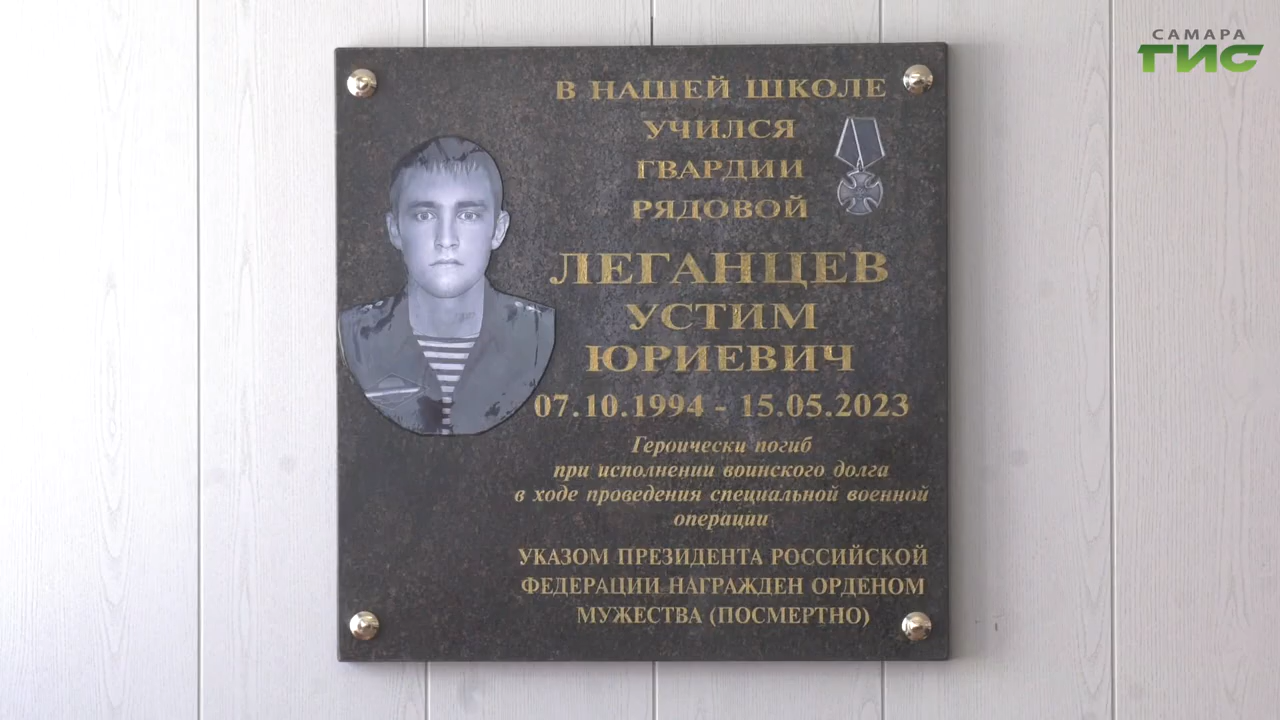 САМАРА
ГИС
В НАШЕЙ ШКОЛЕ
УЧИЛСЯ
ГВАРДИИ
РЯДОВОЙ
ЛЕГАНЦЕВ
УСТИМ
ЮРИЕВИЧ
07.10.1994 - 15.05.2023
Героически погиб
при исполнении воинского долга
в ходе проведения специальной военной
операции
УКАЗОМ ПРЕЗИДЕНТА РОССИЙСКОЙ
ФЕДЕРАЦИИ НАГРАЖДЕН ОРДЕНОМ
МУЖЕСТВА (ПОСМЕРТНО)